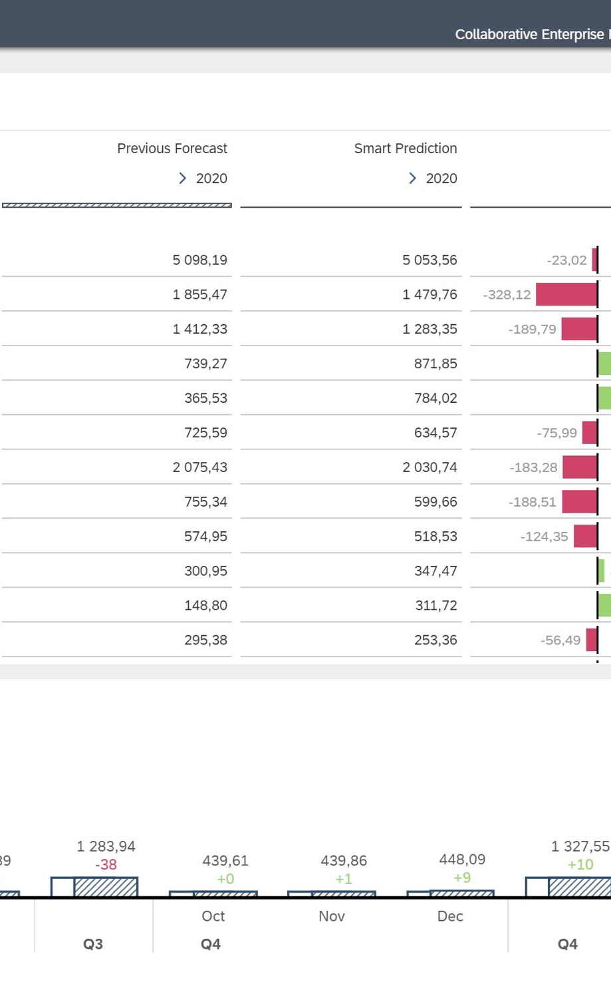 Collaborative Enterprise
Previous Forecast Smart Prediction
2020 2020
5 098,19 5 053,56 -23,02
1 855,47 1 479,76 -328,12
1 412,33 1 283,35 -189,79
739,27 871,85
365,53 784,02
725,59 634,57 -75,99
2 075,43 2 030,74 -183,28
755,34 599,66 -188,51
574,95 518,53 -124,35
300,95 347,47
148,80 311,72
295,38 253,36 -56,49
39 1 283,94 439,61 439,86 448,09 1 327,55
-38 +0 +1 +9 +10
Oct Nov Dec
Q3 Q4 Q4